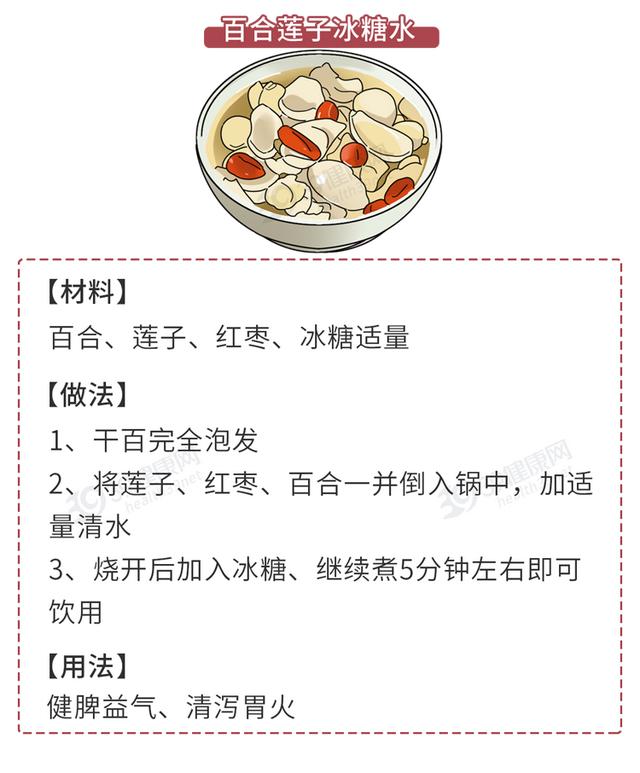 百合莲子冰糖水
【材料】
百合、莲子、红枣、冰糖适量
【做法】
1、干百完全泡发
2、将莲子、红枣、百合一并倒入锅中，加适
量清水
3、烧开后加入冰糖、继续煮5分钟左右即可
饮用
【用法】
健脾益气、清泻胃火